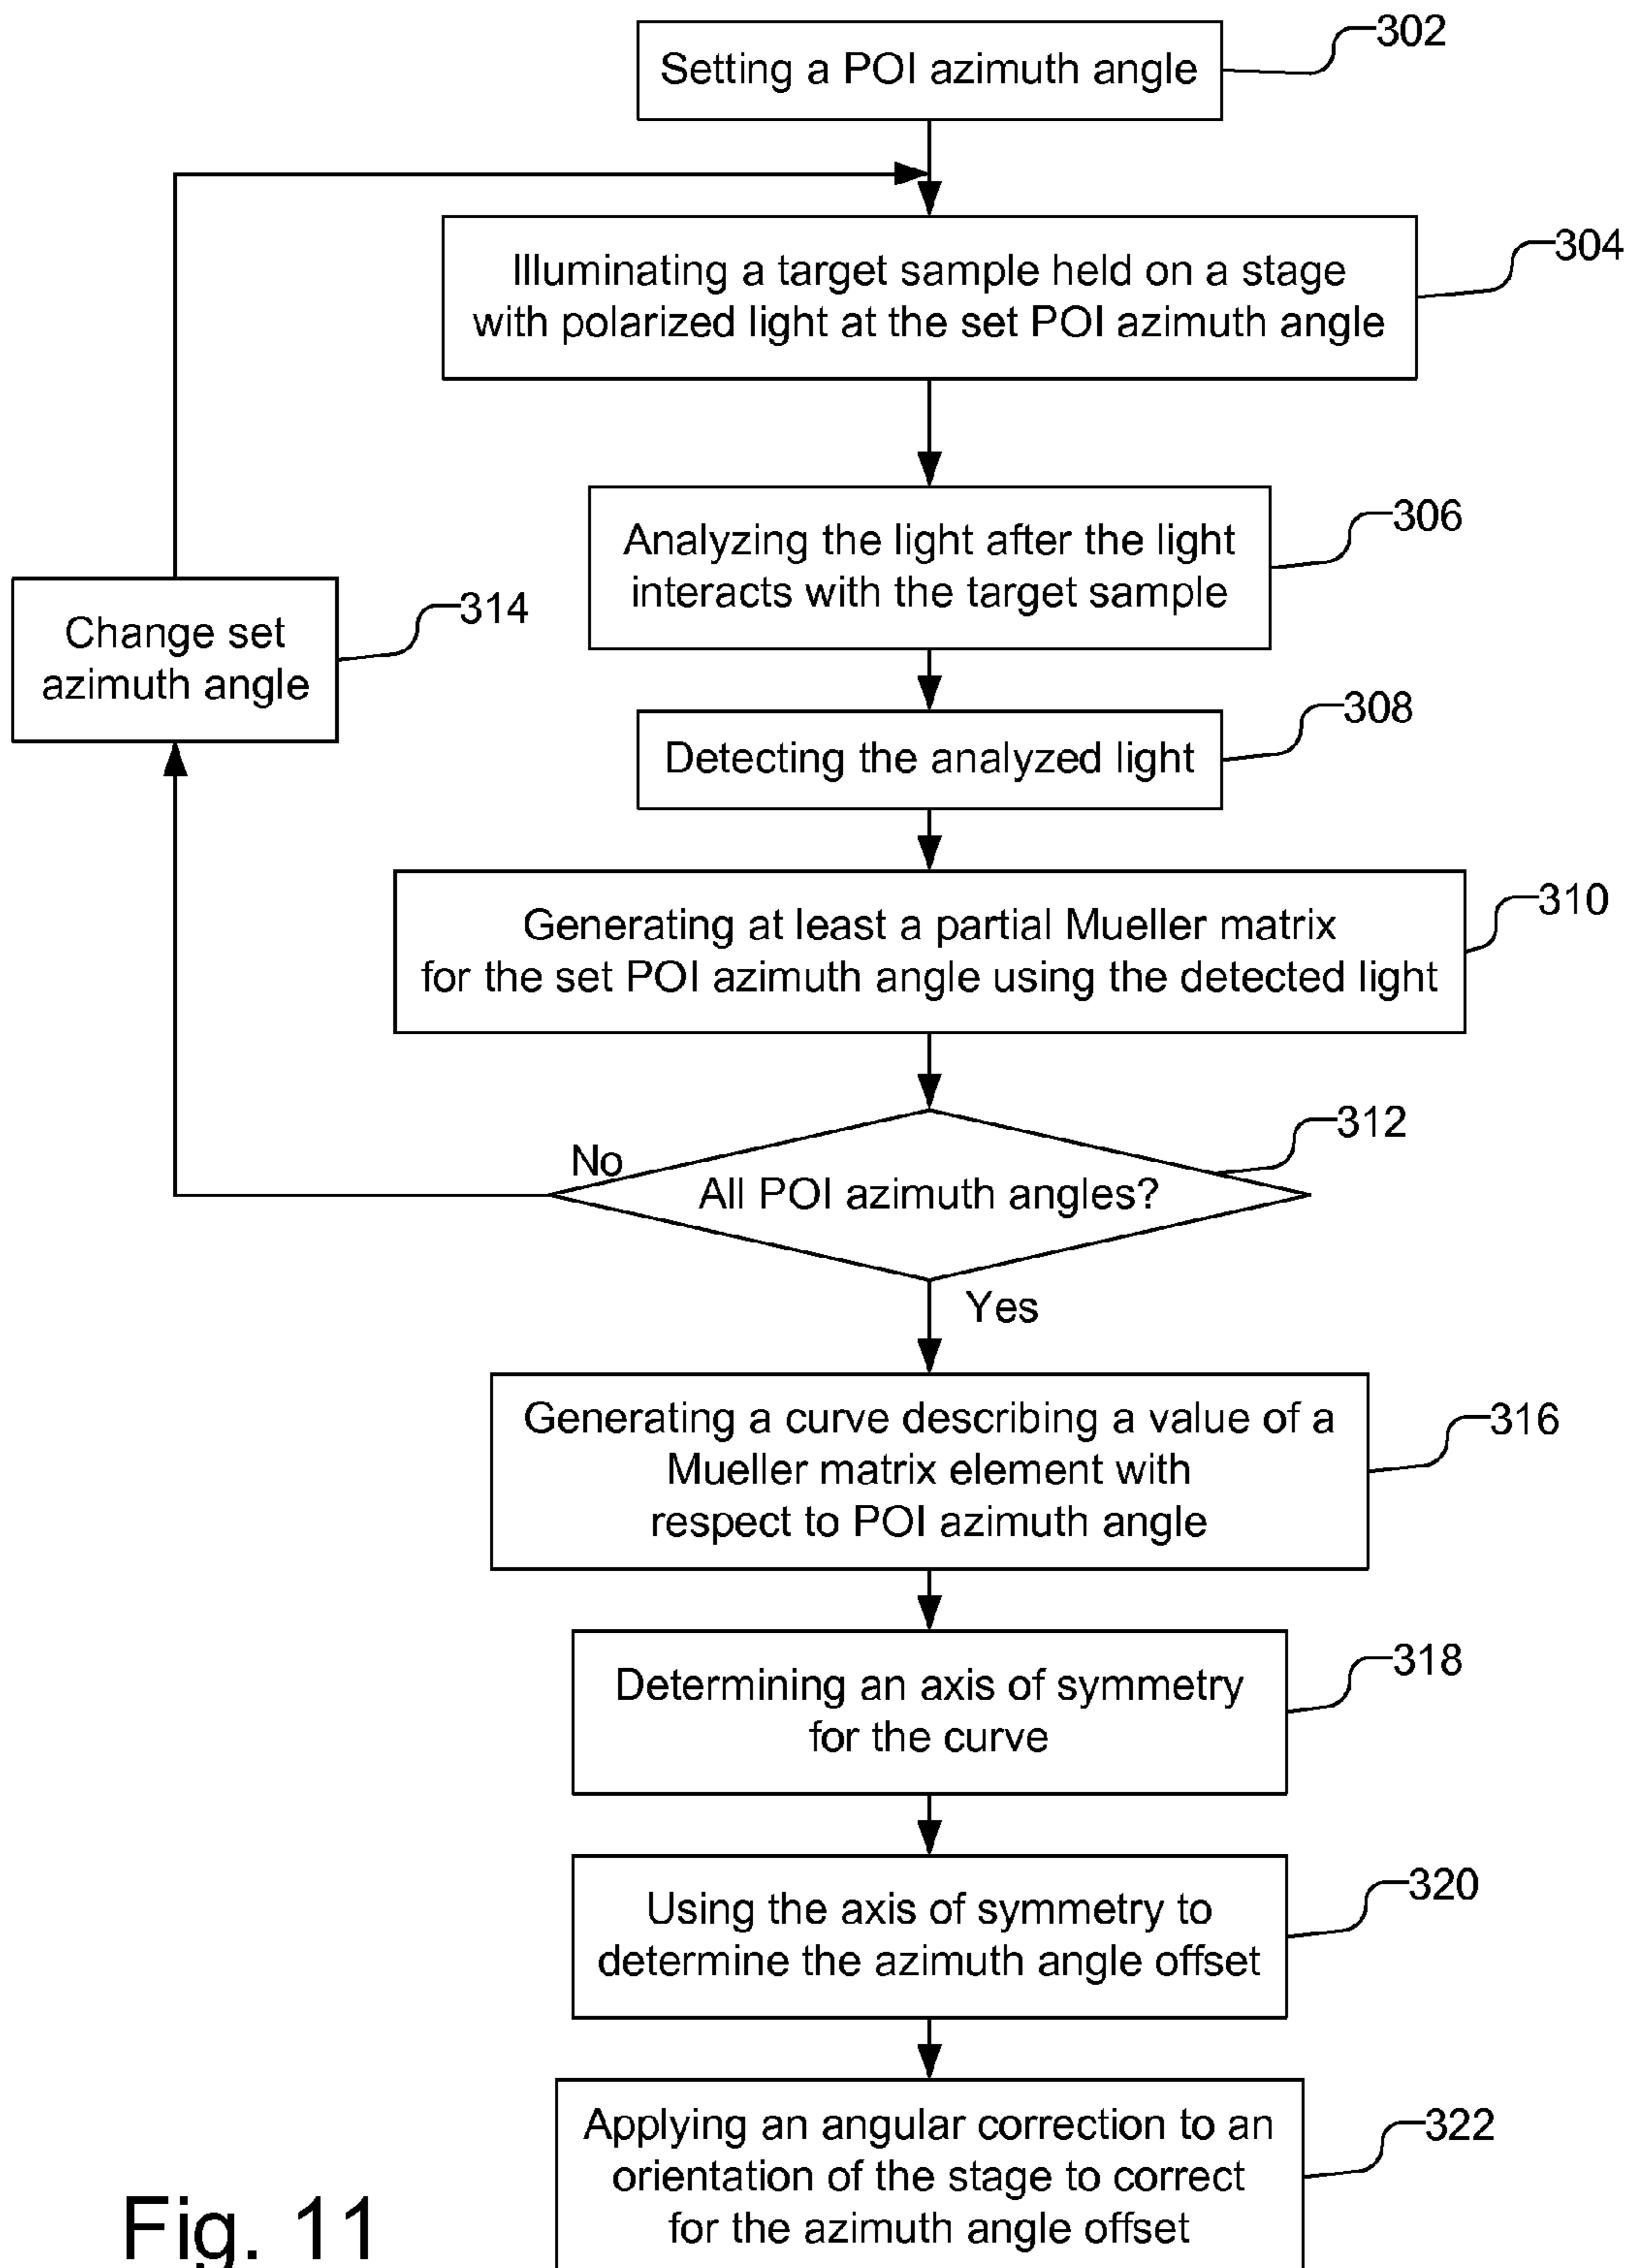 Setting a POI azimuth angle
302
Illuminating a target sample held on a stage
with polarized light at the set POI azimuth angle
304
Analyzing the light after the light
interacts with the target sample
306
Change set
azimuth angle
314
Detecting the analyzed light
308
Generating at least a partial Mueller matrix
for the set POI azimuth angle using the detected light
310
All POI azimuth angles?
312
No
Yes
Generating a curve describing a value of a
Mueller matrix element with
respect to POI azimuth angle
316
Determining an axis of symmetry
for the curve
318
Using the axis of symmetry to
determine the azimuth angle offset
320
Applying an angular correction to an
orientation of the stage to correct
for the azimuth angle offset
322
Fig. 11